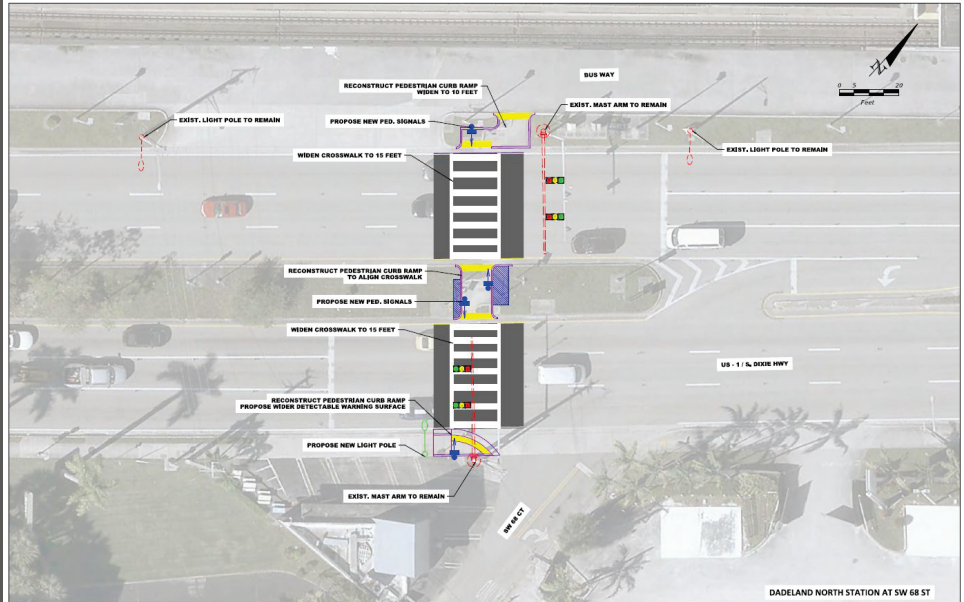 BUS WAY
N
0 5 20
Feet
RECONSTRUCT PEDESTRIAN CURB RAMP
WIDEN TO 10 FEET
EXIST. MAST ARM TO REMAIN
EXIST. LIGHT POLE TO REMAIN
PROPOSE NEW PED. SIGNALS
EXIST. LIGHT POLE TO REMAIN
WIDEN CROSSWALK TO 15 FEET
RECONSTRUCT PEDESTRIAN CURB RAMP
TO ALIGN CROSSWALK
PROPOSE NEW PED. SIGNALS
WIDEN CROSSWALK TO 15 FEET
US - 1 / S. DIXIE HWY
RECONSTRUCT PEDESTRIAN CURB RAMP
PROPOSE WIDER DETECTABLE WARNING SURFACE
PROPOSE NEW LIGHT POLE
EXIST. MAST ARM TO REMAIN
SW 68 CT
DADELAND NORTH STATION AT SW 68 ST